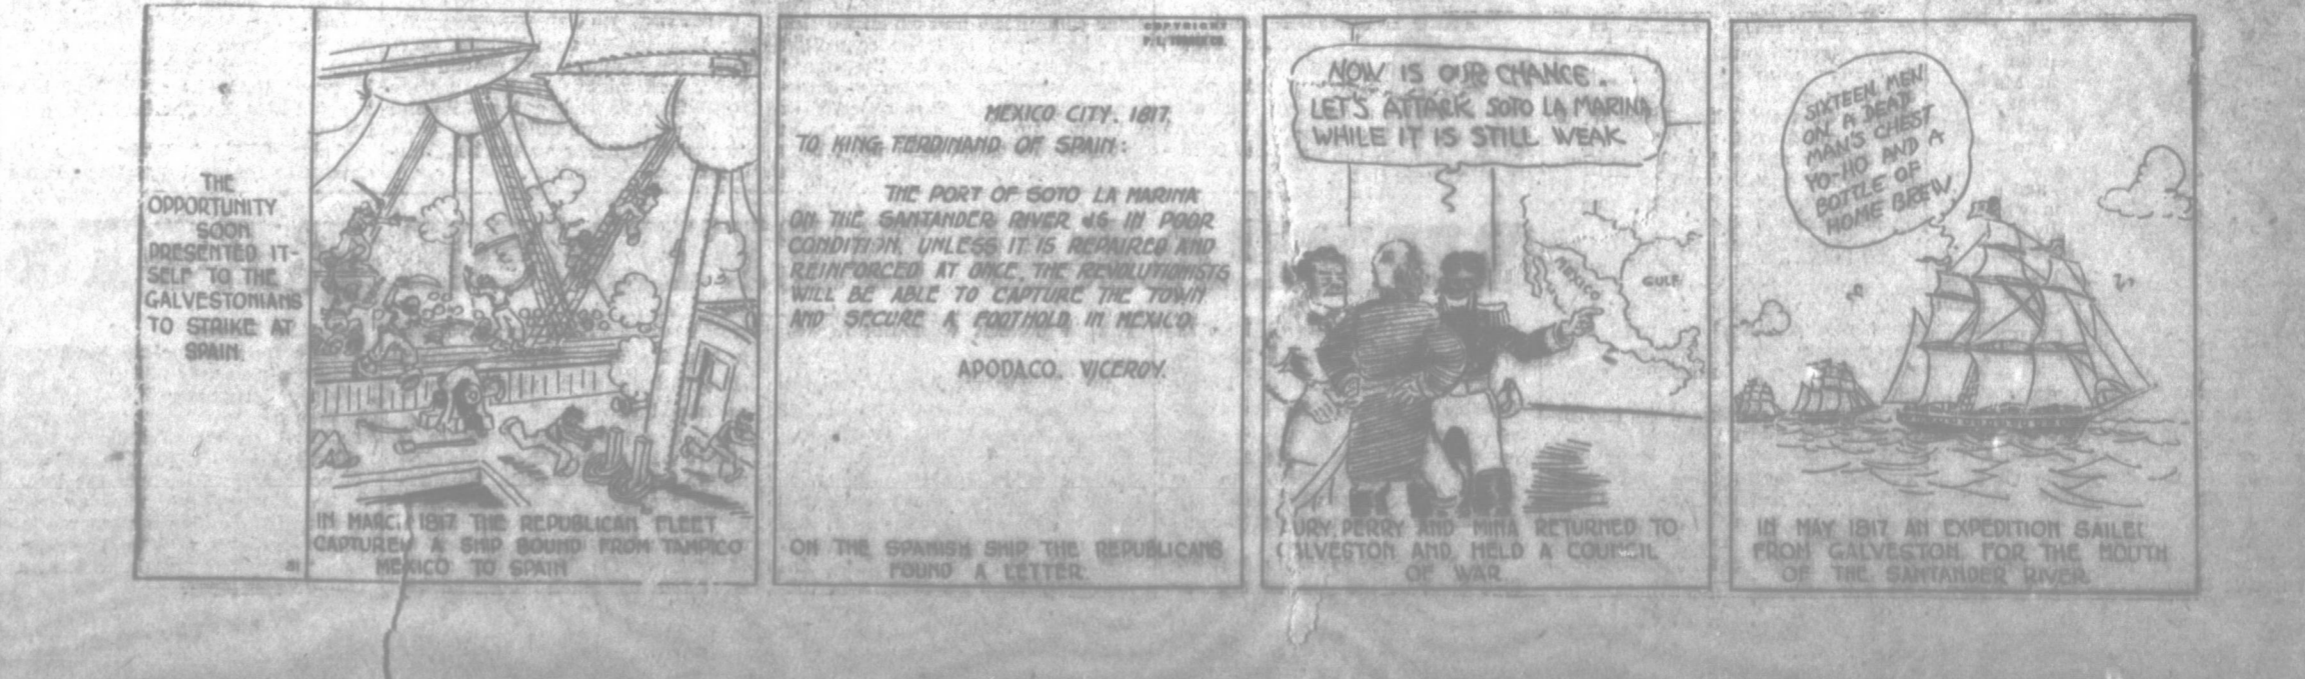 THE
OPPORTUNITY
SOON
PRESENTED IT-
SELF TO THE
GALVESTONIANS
TO STRIKE AT
SPAIN.
IN MARCH 1817 THE REPUBLICAN FLEET
CAPTURED A SHIP BOUND FROM TAMPICO
MEXICO TO SPAIN
COPYRIGHT
MEXICO CITY. 1817.
TO KING FERDINAND OF SPAIN:
THE PORT OF SOTO LA MARINA
ON THE SANTANDER RIVER IS IN POOR
CONDITION. UNLESS IT IS REPAIRED AND
REINFORCED AT ONCE, THE REVOLUTIONISTS
WILL BE ABLE TO CAPTURE THE TOWN
AND SECURE A FOOTHOLD IN MEXICO.
APODACO. VICEROY.
ON THE SPANISH SHIP THE REPUBLICANS
FOUND A LETTER.
NOW IS OUR CHANCE.
LET'S ATTACK SOTO LA MARINA
WHILE IT IS STILL WEAK
MEXICO
GULF
URY, PERRY AND MINA RETURNED TO
GALVESTON AND HELD A COUNCIL
OF WAR.
SIXTEEN MEN
ON A DEAD
MAN'S CHEST
YO-HO AND A
BOTTLE OF
HOME BREW
IN MAY 1817 AN EXPEDITION SAILED
FROM GALVESTON FOR THE MOUTH
OF THE SANTANDER RIVER.